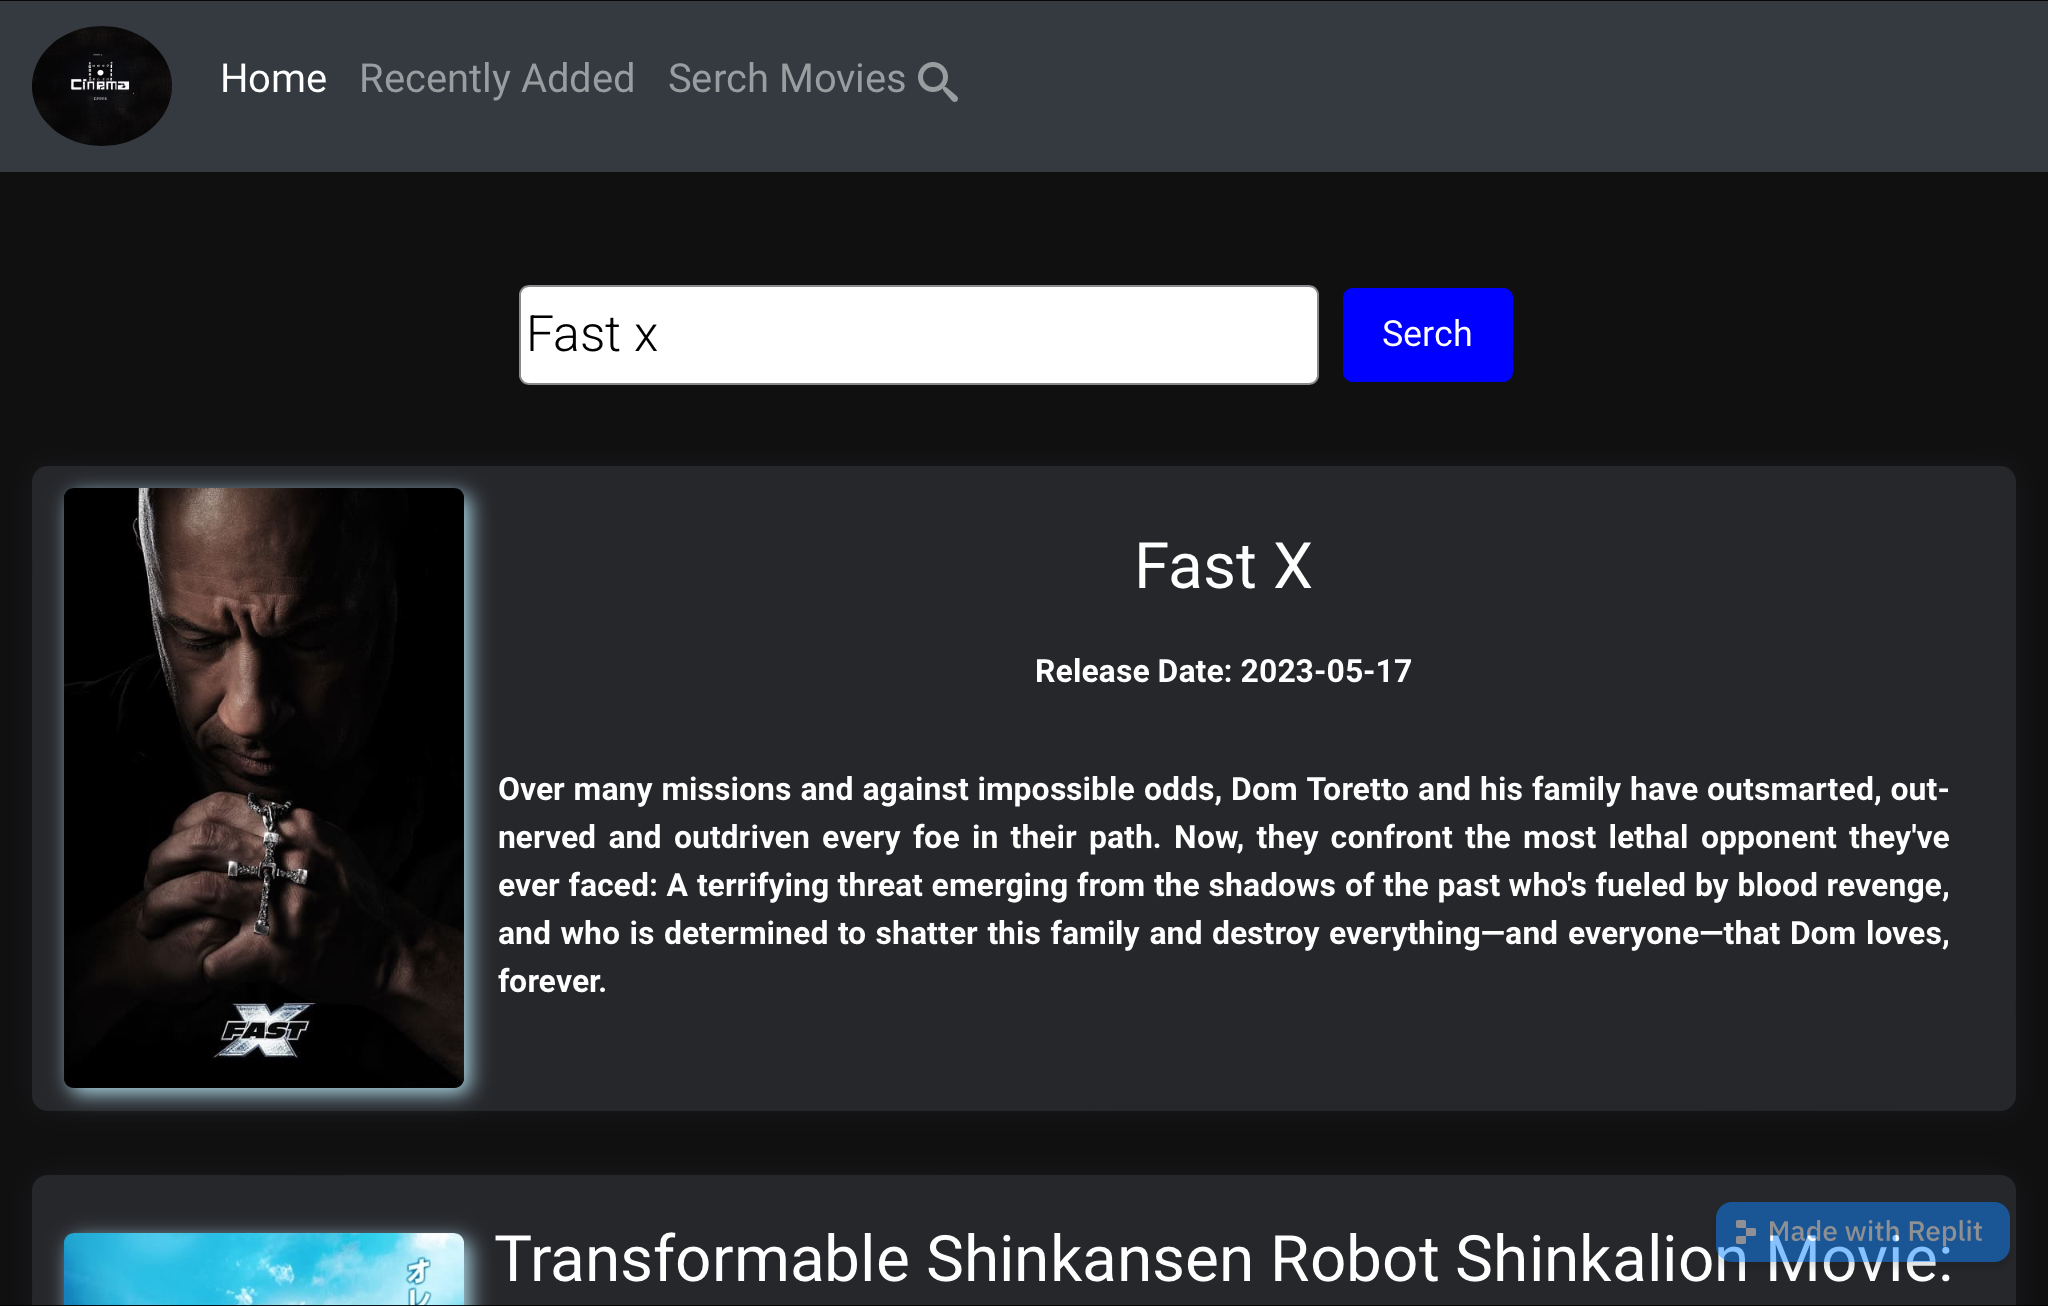 Cinema
Home
Recently Added
Serch Movies
Fast x
Serch
Fast X
Release Date: 2023-05-17
Over many missions and against impossible odds, Dom Toretto and his family have outsmarted, out-
nerved and outdriven every foe in their path. Now, they confront the most lethal opponent they've
ever faced: A terrifying threat emerging from the shadows of the past who's fueled by blood revenge,
and who is determined to shatter this family and destroy everything—and everyone—that Dom loves,
forever.
FAST X
Made with Replit
Transformable Shinkansen Robot Shinkalion Movie:
オレ